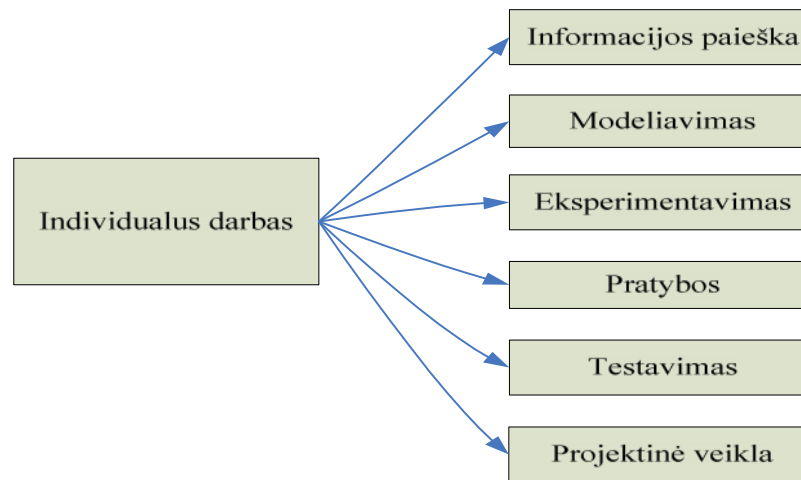 Individualus darbas
Informacijos paieška
Modeliavimas
Eksperimentavimas
Pratybos
Testavimas
Projektinė veikla